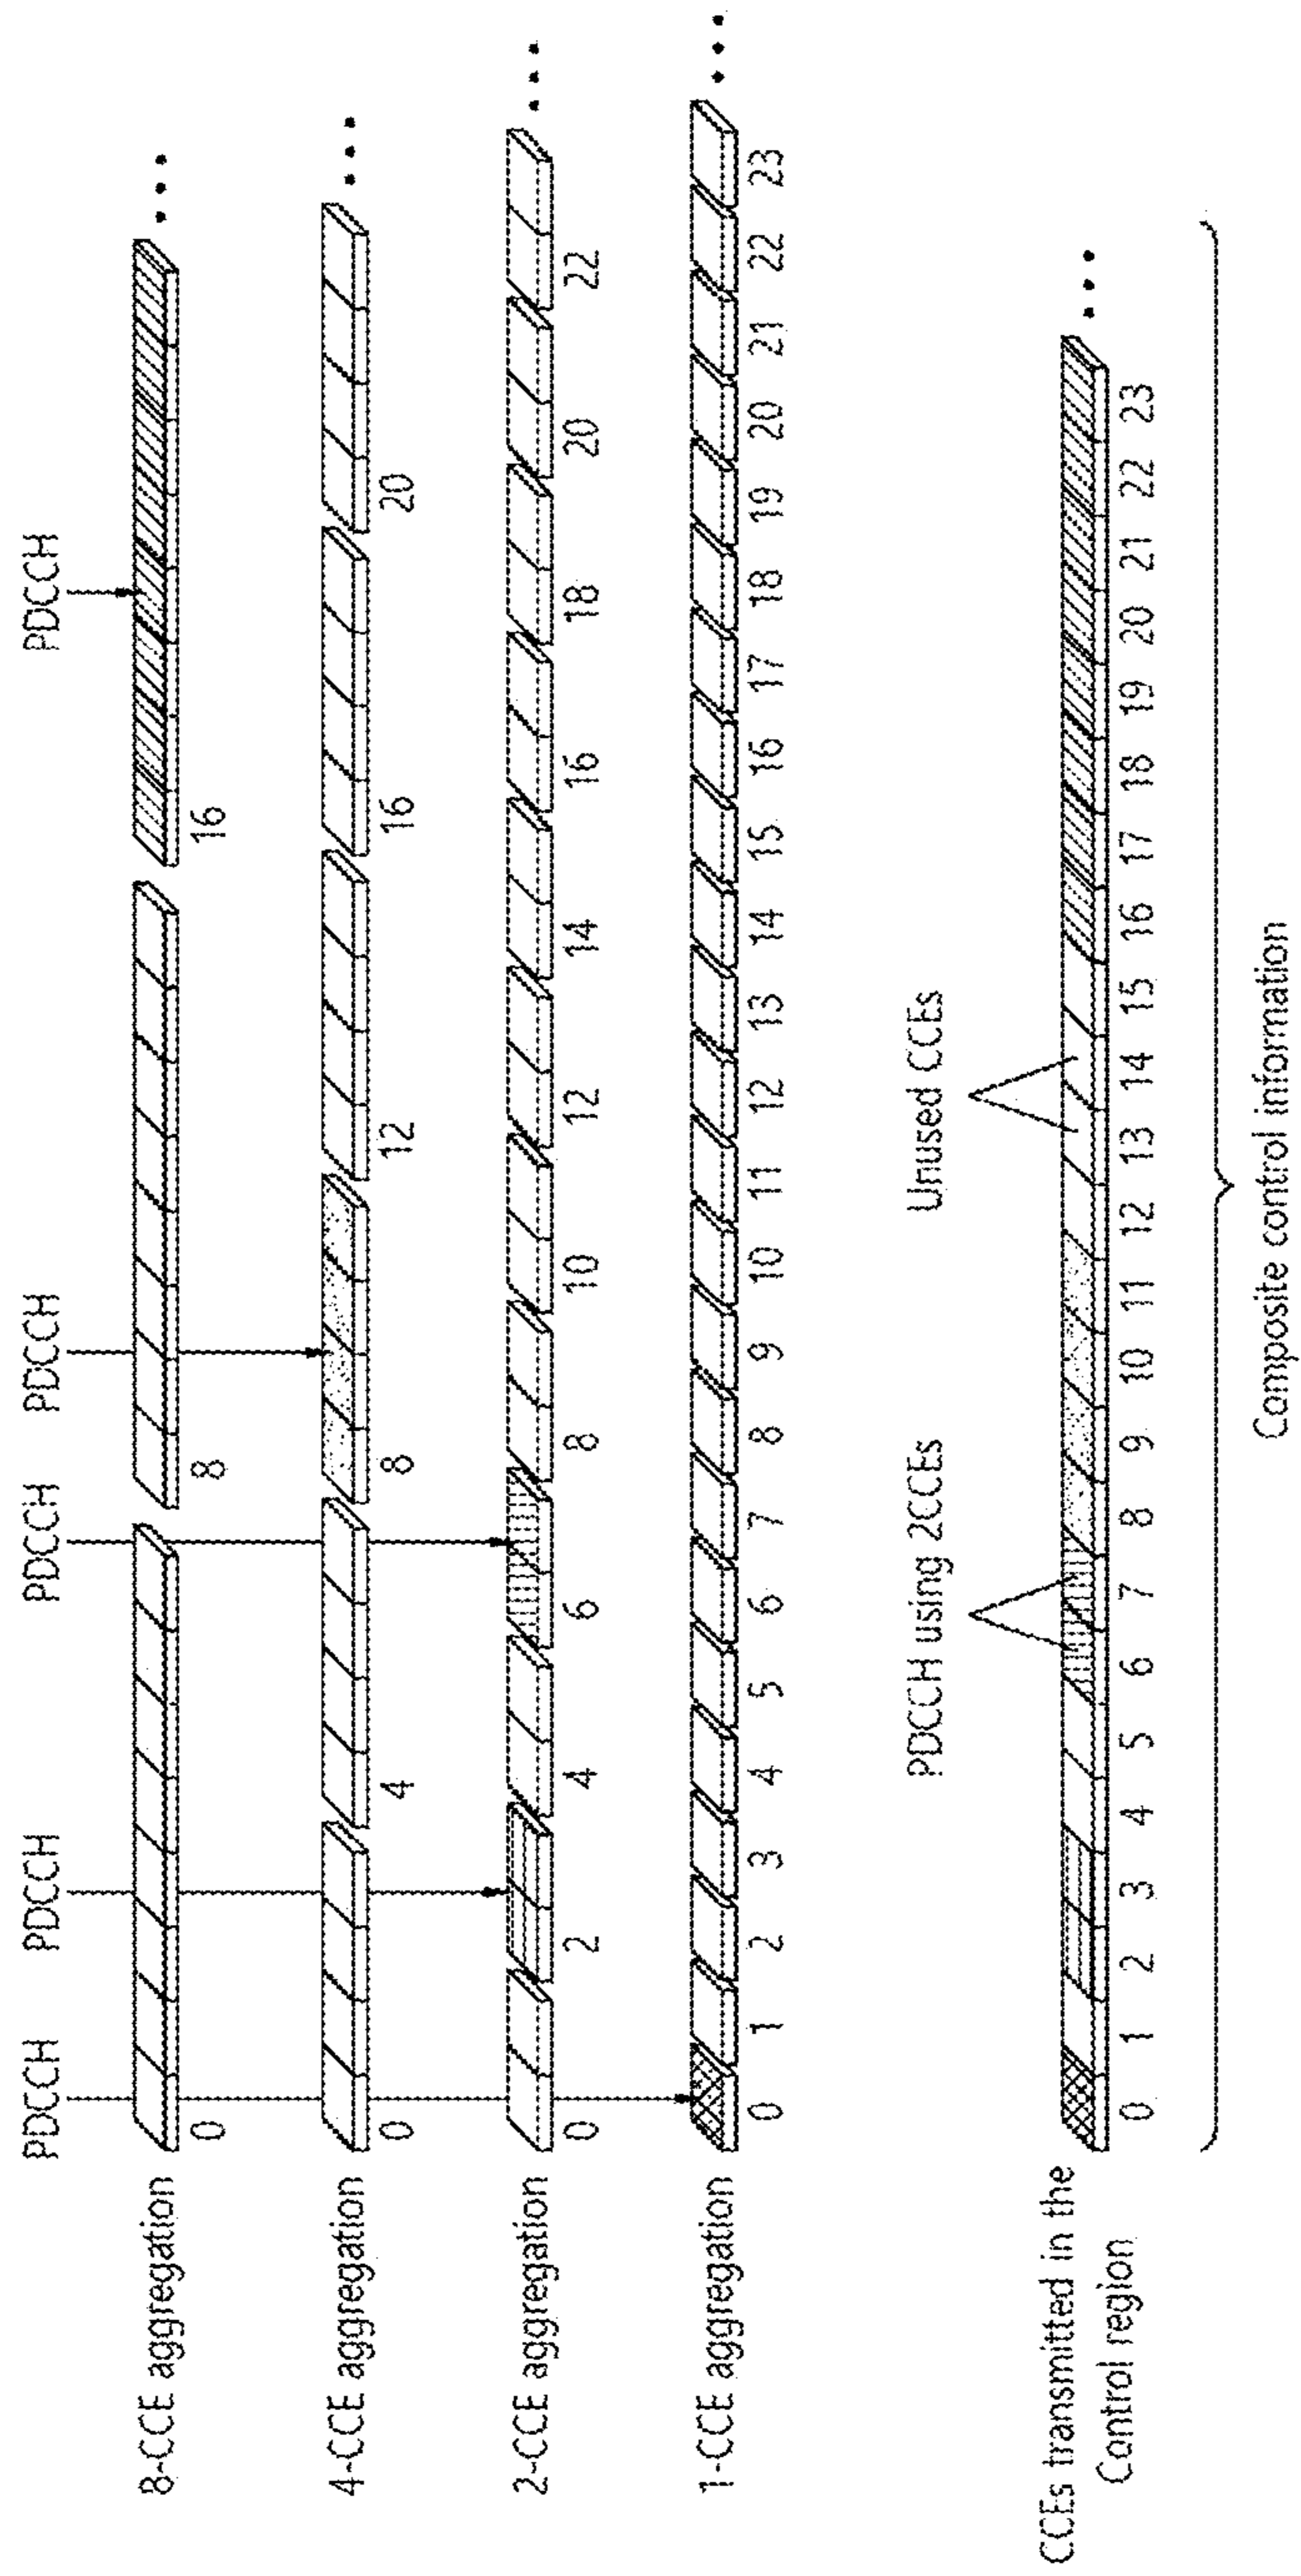 PDCCH PDCCH PDCCH PDCCH PDCCH
8-CCE aggregation
0 8 16
4-CCE aggregation
0 4 8 12 16 20
2-CCE aggregation
0 2 4 6 8 10 12 14 16 18 20 22
1-CCE aggregation
0 1 2 3 4 5 6 7 8 9 10 11 12 13 14 15 16 17 18 19 20 21 22 23
PDCCH using 2CCEs
Unused CCEs
CCEs transmitted in the
Control region
0 1 2 3 4 5 6 7 8 9 10 11 12 13 14 15 16 17 18 19 20 21 22 23
Composite control information